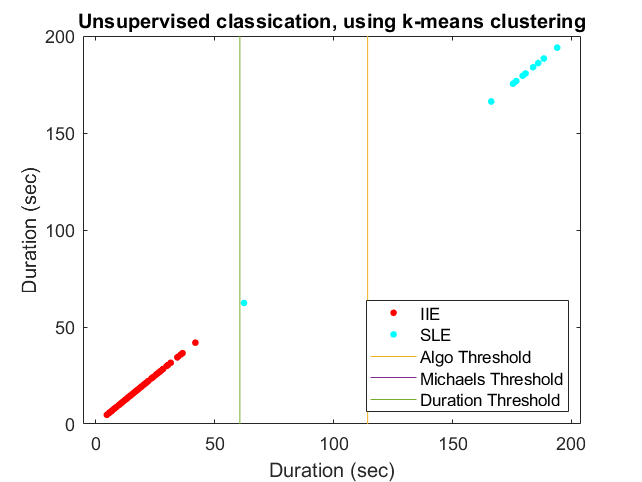 Unsupervised classication, using k-means clustering
200
150
100
50
0
Duration (sec)
IIE
SLE
Algo Threshold
Michaels Threshold
Duration Threshold
0 50 100 150 200
Duration (sec)